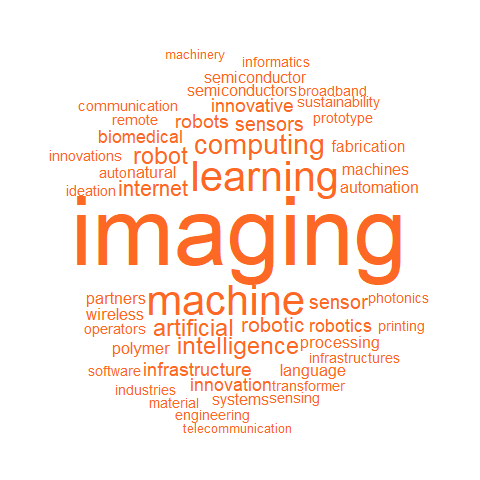 machinery
informatics
semiconductor
semiconductors broadband
communication innovative sustainability
remote robots sensors prototype
biomedical computing fabrication
innovations robot machines
auto natural learning
ideation internet automation
imaging
partners machine sensor photonics
wireless
operators artificial robotic robotics printing
polymer intelligence processing
infrastructures
software infrastructure language
industries innovation transformer
material systems sensing
engineering
telecommunication